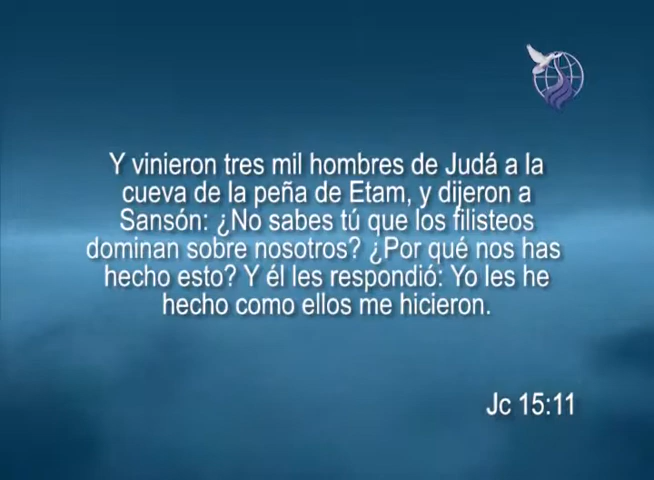 Y vinieron tres mil hombres de Judá a la
cueva de la peña de Etam, y dijeron a
Sansón: ¿No sabes tú que los filisteos
dominan sobre nosotros? ¿Por qué nos has
hecho esto? Y él les respondió: Yo les he
hecho como ellos me hicieron.
Jc 15:11